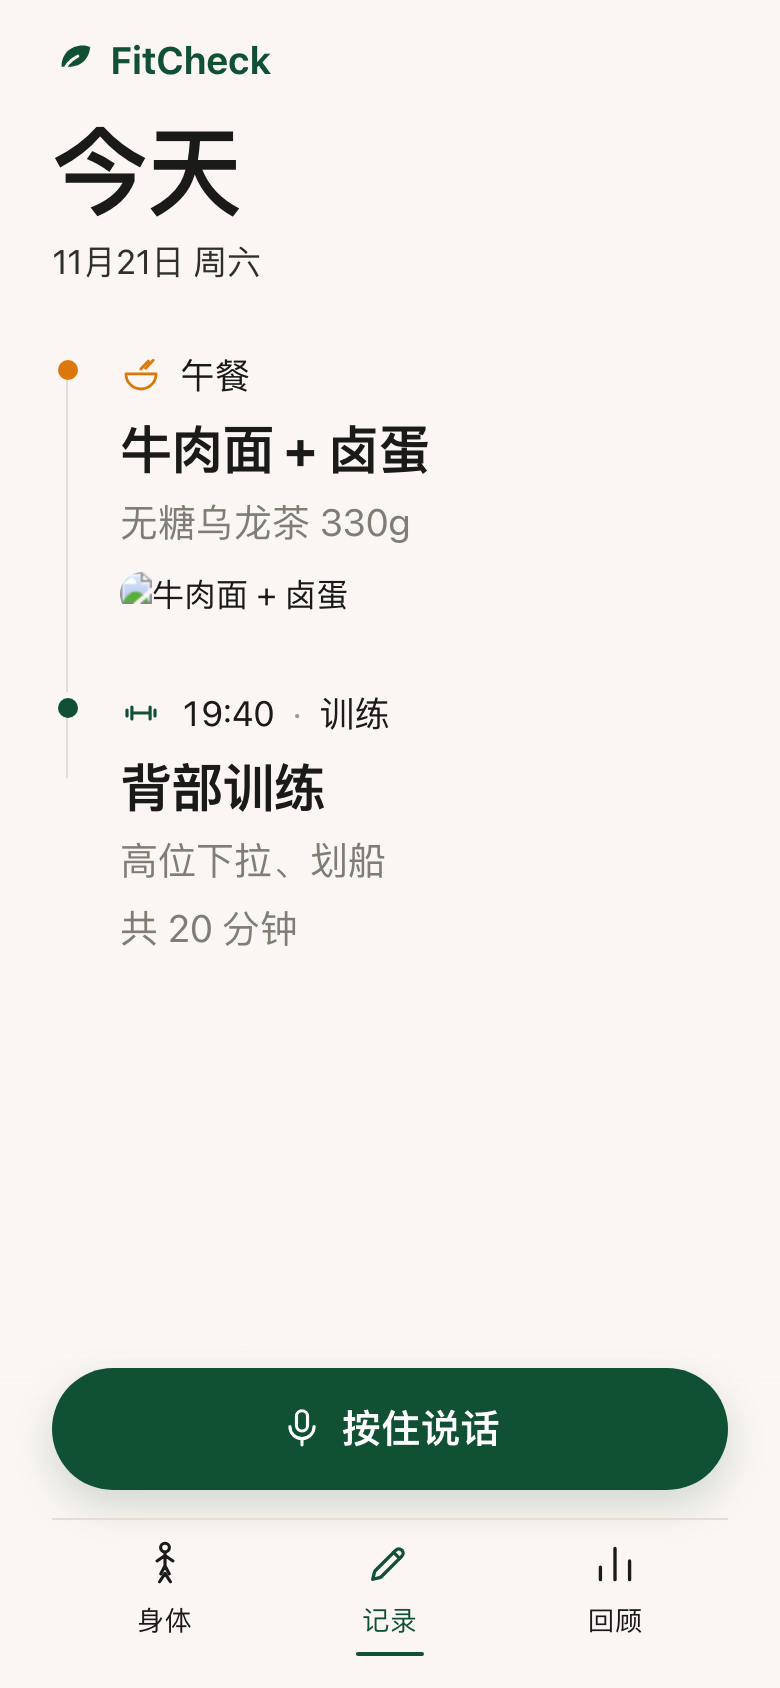 FitCheck
今天
11月21日 周六
午餐
牛肉面 + 卤蛋
无糖乌龙茶 330g
牛肉面 + 卤蛋
19:40 · 训练
背部训练
高位下拉、划船
共 20 分钟
按住说话
身体
记录
回顾